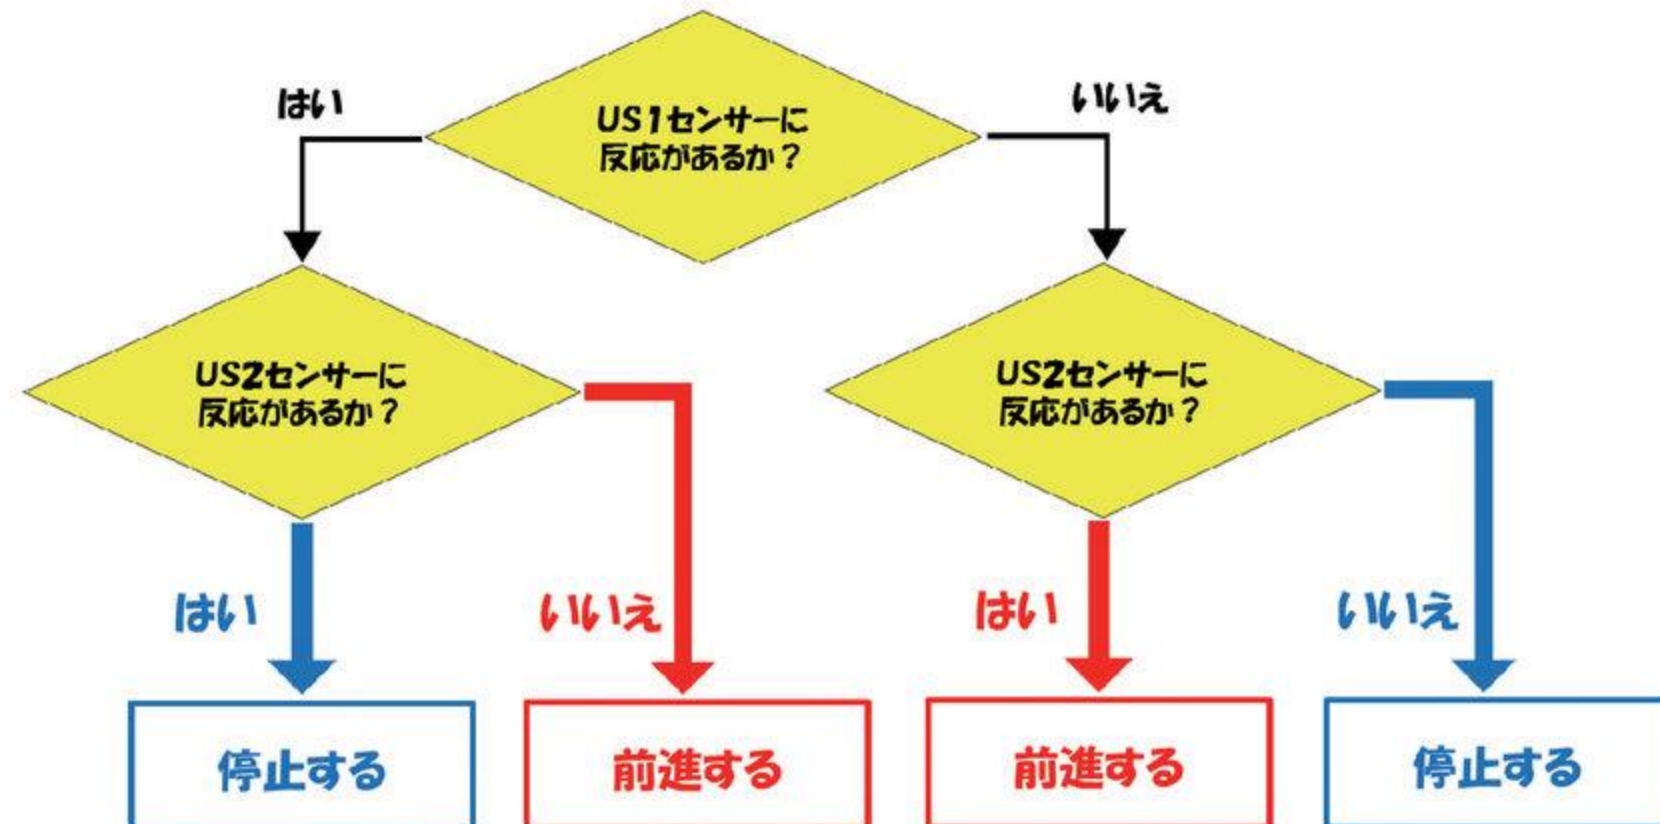 はい
いいえ
US1センサーに
反応があるか？
US2センサーに
反応があるか？
US2センサーに
反応があるか？
はい
いいえ
はい
いいえ
停止する
前進する
前進する
停止する